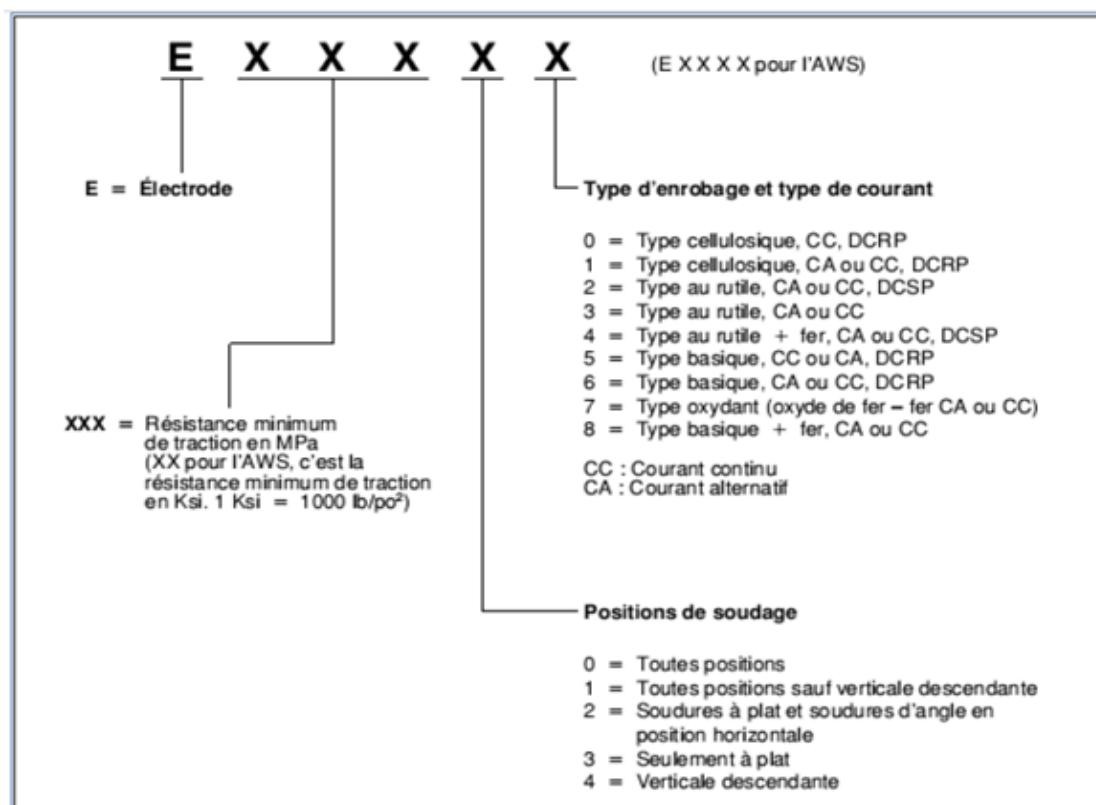 E X X X X X (E X X X X pour l'AWS)
E = Électrode
Type d'enrobage et type de courant
0 = Type cellulosique, CC, DCRP
1 = Type cellulosique, CA ou CC, DCRP
2 = Type au rutile, CA ou CC, DCSP
3 = Type au rutile, CA ou CC
4 = Type au rutile + fer, CA ou CC, DCSP
5 = Type basique, CC ou CA, DCRP
6 = Type basique, CA ou CC, DCRP
7 = Type oxydant (oxyde de fer – fer CA ou CC)
8 = Type basique + fer, CA ou CC
CC : Courant continu
CA : Courant alternatif
XXX = Résistance minimum
de traction en MPa
(XX pour l'AWS, c'est la
résistance minimum de traction
en Ksi. 1 Ksi = 1000 lb/po²)
Positions de soudage
0 = Toutes positions
1 = Toutes positions sauf verticale descendante
2 = Soudures à plat et soudures d'angle en
position horizontale
3 = Seulement à plat
4 = Verticale descendante